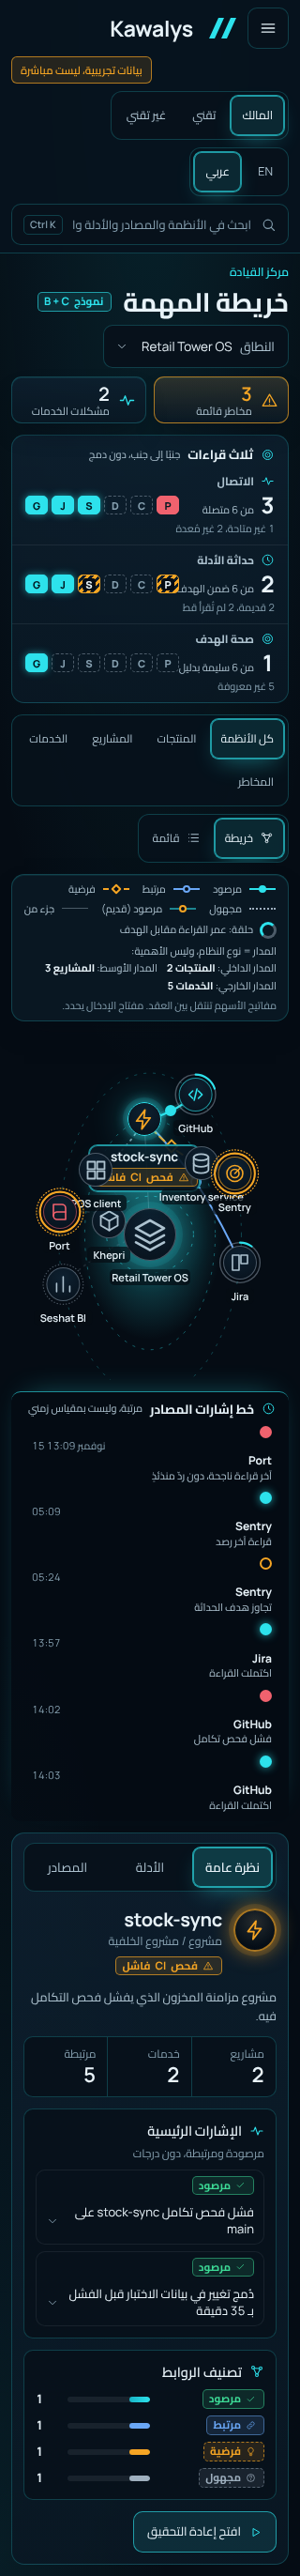 Kawalys
بيانات تجريبية، ليست مباشرة
المالك
تقني
غير تقني
EN
عربي
ابحث في الأنظمة والمصادر والأدلة وا
Ctrl K
مركز القيادة
خريطة المهمة
نموذج B + C
النطاق
Retail Tower OS
3
مخاطر قائمة
2
مشكلات الخدمات
ثلاث قراءات
جنبًا إلى جنب، دون دمج
الاتصال
3 من 6 متصلة
P C D S J G
1 غير متاحة، 2 غير مُعدة
حداثة الأدلة
2 من 6 ضمن الهدف
P C D S J G
2 قديمة، 2 لم تُقرأ قط
صحة الهدف
1 من 6 سليمة بدليل
P C D S J G
5 غير معروفة
كل الأنظمة
المنتجات
المشاريع
الخدمات
المخاطر
خريطة
قائمة
مرصود
مرتبط
فرضية
مجهول
مرصود (قديم)
جزء من
حلقة: عمر القراءة مقابل الهدف
المدار = نوع النظام، وليس الأهمية:
المدار الداخلي: المنتجات 2
المدار الأوسط: المشاريع 3
المدار الخارجي: الخدمات 5
مفاتيح الأسهم تنتقل بين العقد. مفتاح الإدخال يحدد.
GitHub
stock-sync
فحص CI
OS client
Inventory service
Sentry
Port
Khepri
Retail Tower OS
Jira
Seshat BI
خط إشارات المصادر
مرتبة، وليست بمقياس زمني
15 نوفمبر 13:09
Port
آخر قراءة ناجحة، دون ردّ منذئذٍ
05:09
Sentry
قراءة آخر رصد
05:24
Sentry
تجاوز هدف الحداثة
13:57
Jira
اكتملت القراءة
14:02
GitHub
فشل فحص تكامل
14:03
GitHub
اكتملت القراءة
نظرة عامة
الأدلة
المصادر
stock-sync
مشروع / مشروع الخلفية
فحص CI فاشل
مشروع مزامنة المخزون الذي يفشل فحص التكامل
فيه.
مشاريع
2
خدمات
2
مرتبطة
5
الإشارات الرئيسية
مرصودة ومرتبطة، دون درجات
مرصود
فشل فحص تكامل stock-sync على
main
مرصود
دُمج تغيير في بيانات الاختبار قبل الفشل
بـ 35 دقيقة
تصنيف الروابط
مرصود
1
مرتبط
1
فرضية
1
مجهول
1
افتح إعادة التحقيق